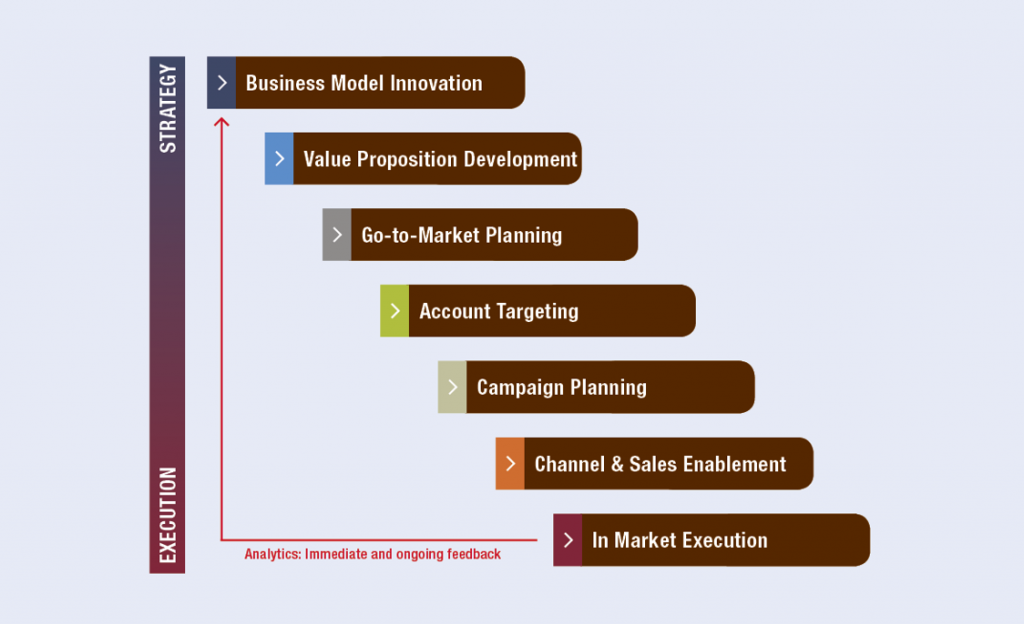 STRATEGY
Business Model Innovation
Value Proposition Development
Go-to-Market Planning
Account Targeting
Campaign Planning
Channel & Sales Enablement
EXECUTION
In Market Execution
Analytics: Immediate and ongoing feedback